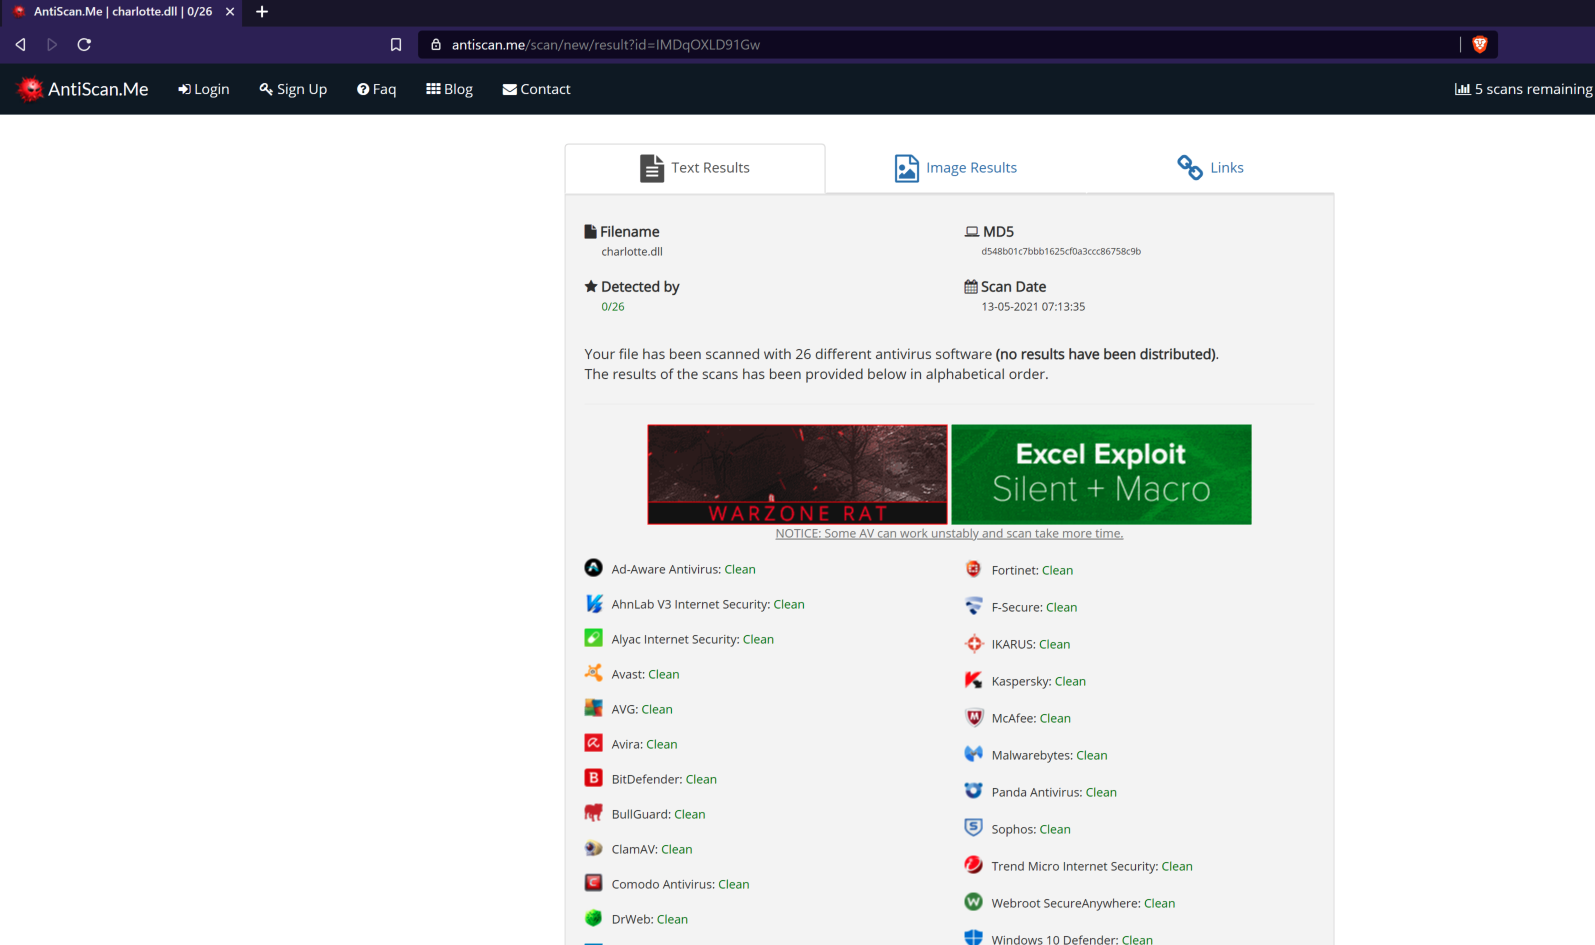 AntiScan.Me | charlotte.dll | 0/26
antiscan.me/scan/new/result?id=IMDqOXLD91Gw
AntiScan.Me Login Sign Up Faq Blog Contact 5 scans remaining
Text Results Image Results Links
Filename MD5
charlotte.dll d548b01c7bbb1625cf0a3ccc86758c9b
Detected by Scan Date
0/26 13-05-2021 07:13:35
Your file has been scanned with 26 different antivirus software (no results have been distributed).
The results of the scans has been provided below in alphabetical order.
WARZONE RAT
Excel Exploit
Silent + Macro
NOTICE: Some AV can work unstably and scan take more time.
Ad-Aware Antivirus: Clean
AhnLab V3 Internet Security: Clean
Alyac Internet Security: Clean
Avast: Clean
AVG: Clean
Avira: Clean
BitDefender: Clean
BullGuard: Clean
ClamAV: Clean
Comodo Antivirus: Clean
DrWeb: Clean
Fortinet: Clean
F-Secure: Clean
IKARUS: Clean
Kaspersky: Clean
McAfee: Clean
Malwarebytes: Clean
Panda Antivirus: Clean
Sophos: Clean
Trend Micro Internet Security: Clean
Webroot SecureAnywhere: Clean
Windows 10 Defender: Clean